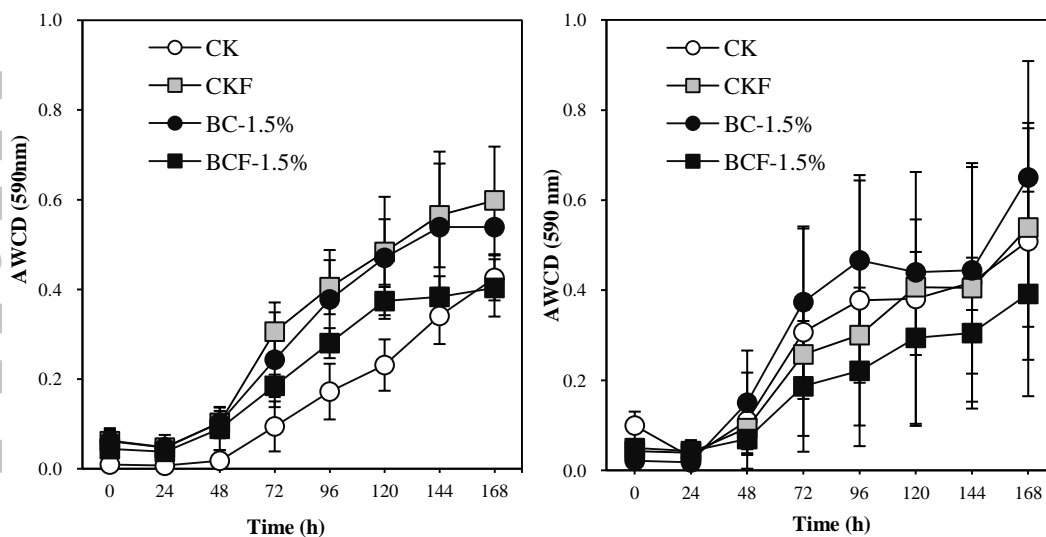 1.0
0.8
0.6
0.4
0.2
0.0
AWCD (590nm)
CK
CKF
BC-1.5%
BCF-1.5%
0 24 48 72 96 120 144 168
Time (h)
1.0
0.8
0.6
0.4
0.2
0.0
AWCD (590 nm)
CK
CKF
BC-1.5%
BCF-1.5%
0 24 48 72 96 120 144 168
Time (h)